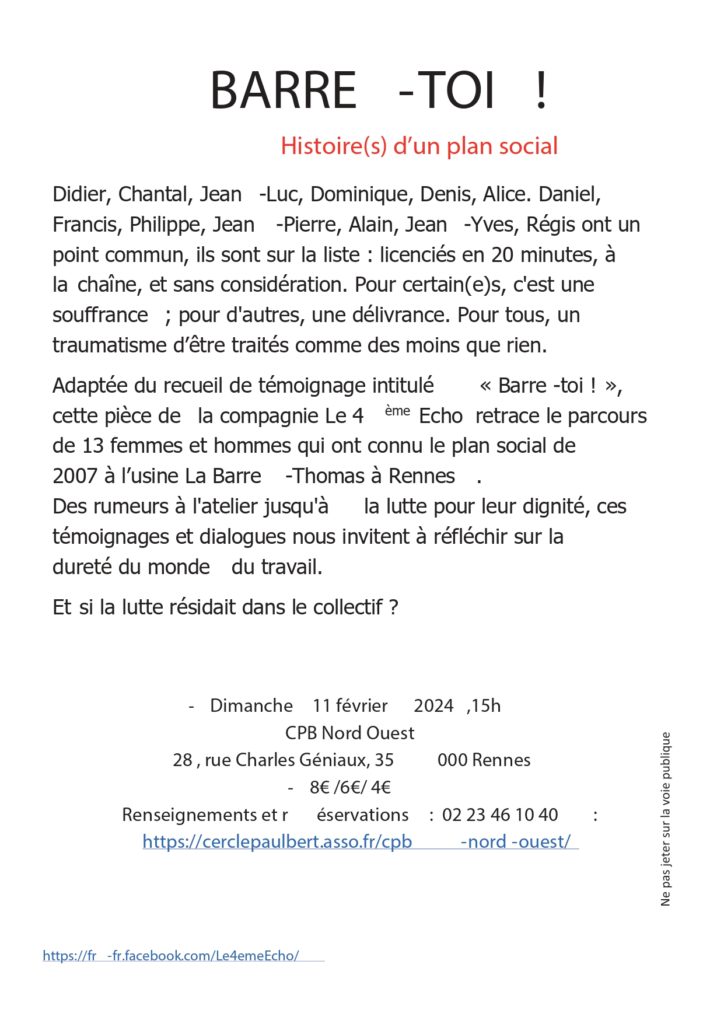 BARRE -TOI !
Histoire(s) d’un plan social
Didier, Chantal, Jean -Luc, Dominique, Denis, Alice. Daniel,
Francis, Philippe, Jean -Pierre, Alain, Jean -Yves, Régis ont un
point commun, ils sont sur la liste : licenciés en 20 minutes, à
la chaîne, et sans considération. Pour certain(e)s, c'est une
souffrance ; pour d'autres, une délivrance. Pour tous, un
traumatisme d’être traités comme des moins que rien.
Adaptée du recueil de témoignage intitulé « Barre -toi ! »,
cette pièce de la compagnie Le 4 ème Echo retrace le parcours
de 13 femmes et hommes qui ont connu le plan social de
2007 à l’usine La Barre -Thomas à Rennes .
Des rumeurs à l'atelier jusqu'à la lutte pour leur dignité, ces
témoignages et dialogues nous invitent à réfléchir sur la
dureté du monde du travail.
Et si la lutte résidait dans le collectif ?
- Dimanche 11 février 2024 ,15h
CPB Nord Ouest
28 , rue Charles Géniaux, 35 000 Rennes
- 8€ /6€/ 4€
Renseignements et r éservations : 02 23 46 10 40 :
https://cerclepaulbert.asso.fr/cpb -nord -ouest/
Ne pas jeter sur la voie publique
https://fr -fr.facebook.com/Le4emeEcho/